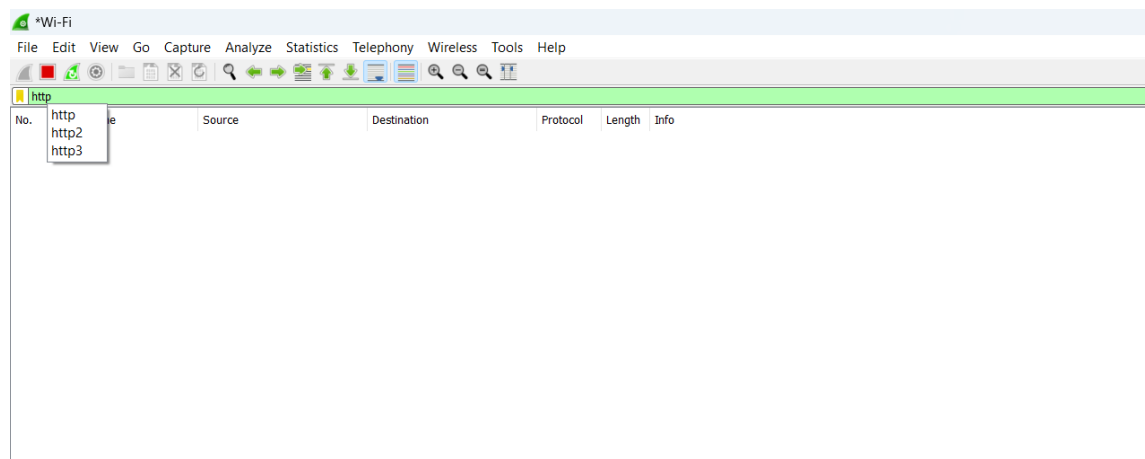 *Wi-Fi
File Edit View Go Capture Analyze Statistics Telephony Wireless Tools Help
http
No. Source Destination Protocol Length Info
http
http2
http3